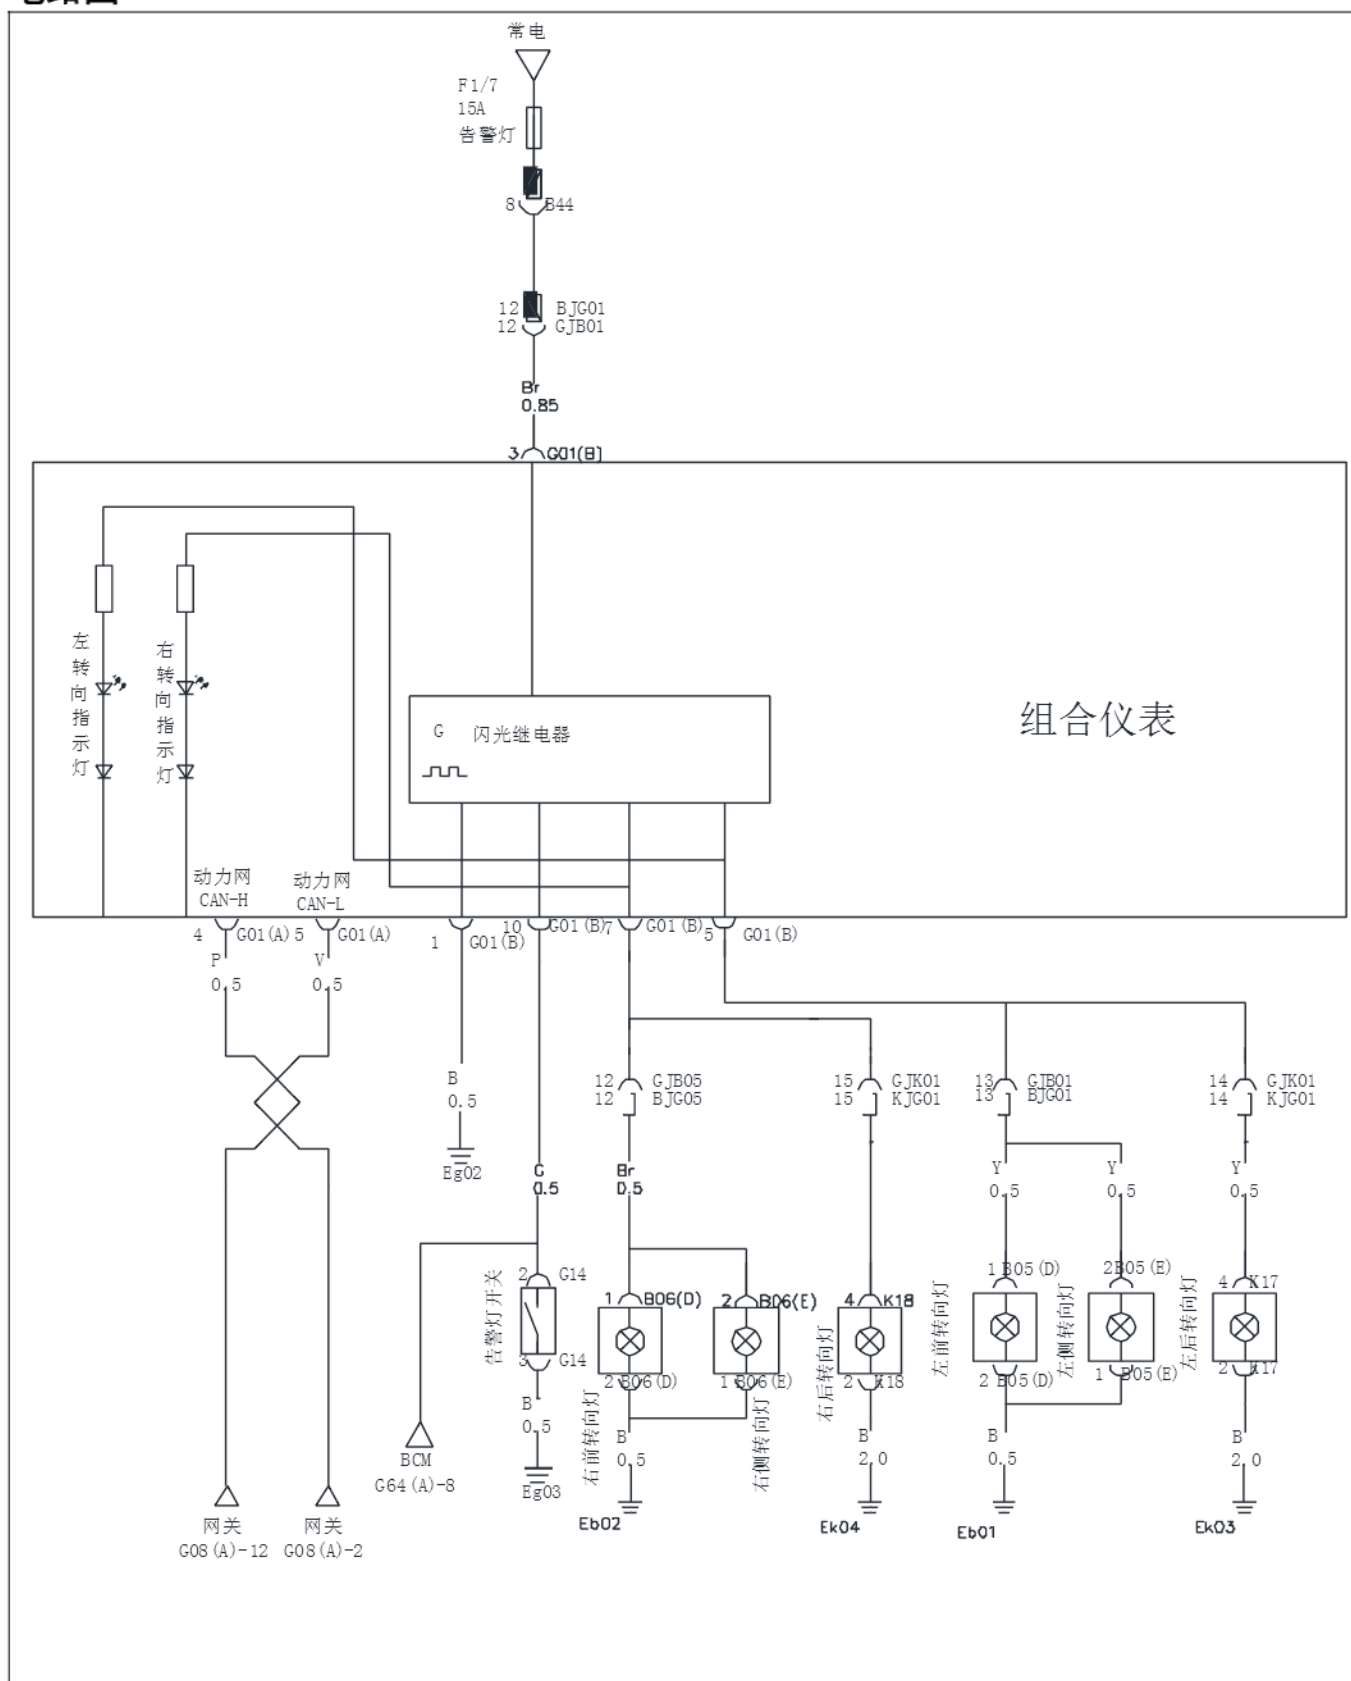 常电
F1/7
15A
告警灯
8 B44
12 BJG01
12 GJB01
Br
0.85
3 G01(B)
左转向指示灯
右转向指示灯
G 闪光继电器
组合仪表
动力网
CAN-H
动力网
CAN-L
4 G01(A) 5 G01(A) 1 G01(B) 10 G01(B) 7 G01(B) 5 G01(B)
P
0.5
V
0.5
B
0.5
Eg02
12 GJB05
12 BJG05
15 GJK01
15 KJG01
13 GJB01
13 BJG01
14 GJK01
14 KJG01
G
0.5
Br
0.5
Y
0.5
Y
0.5
Y
0.5
告警灯开关
2 G14
3 G14
B
0.5
Eg03
BCM
G64(A)-8
1 B06(D)
2 B06(D)
右前转向灯
2 B06(E)
1 B06(E)
右侧转向灯
B
0.5
Eb02
4 K18
2 K18
右后转向灯
B
2.0
Ek04
1 B05(D)
2 B05(D)
左前转向灯
2 B05(E)
1 B05(E)
左侧转向灯
B
0.5
Eb01
4 K17
2 K17
左后转向灯
B
2.0
Ek03
网关
G08(A)-12
网关
G08(A)-2